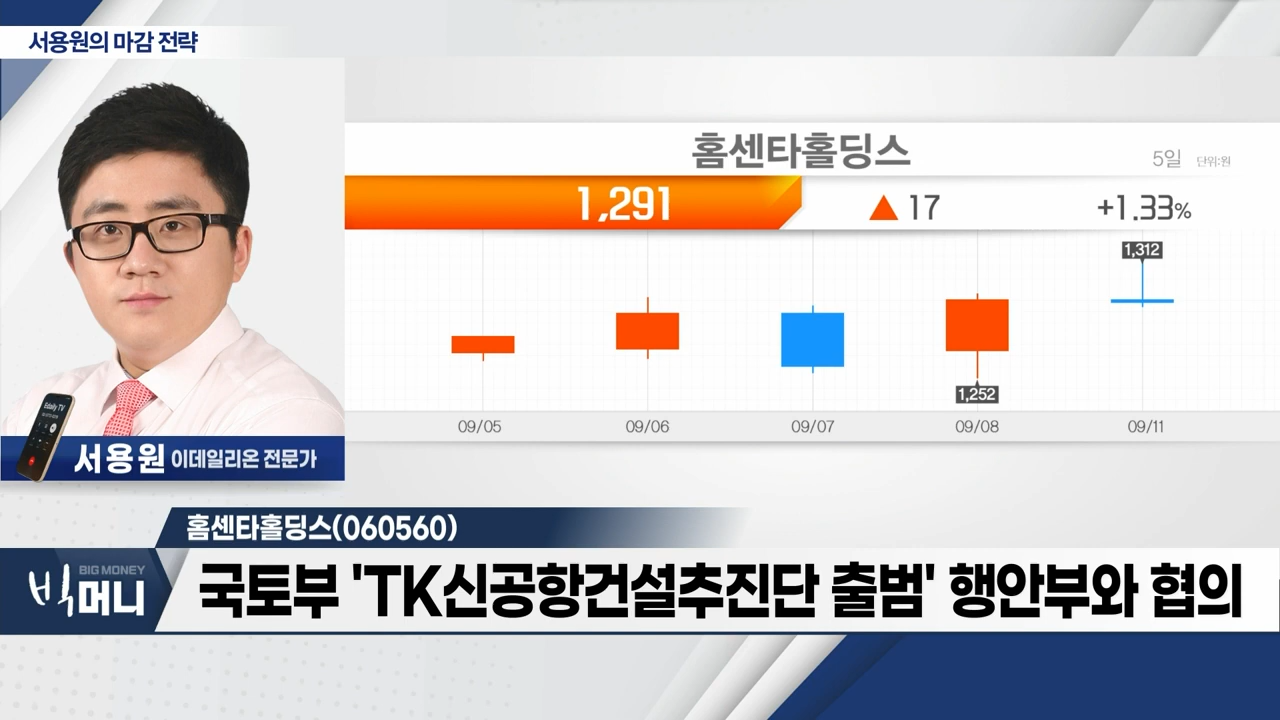 서용원의 마감 전략
홈센타홀딩스
5일 단위:원
1,291 ▲ 17 +1.33%
1,312
1,252
09/05 09/06 09/07 09/08 09/11
Edaily TV
서용원 이데일리온 전문가
홈센타홀딩스(060560)
BIG MONEY
빅머니
국토부 'TK신공항건설추진단 출범' 행안부와 협의